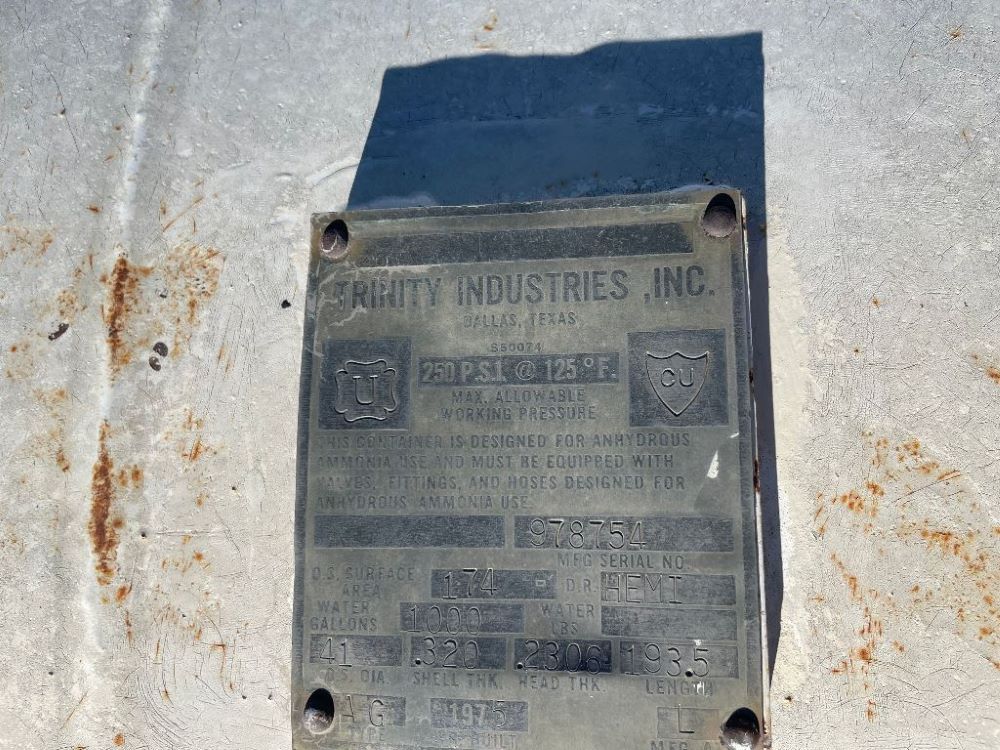 TRINITY INDUSTRIES ,INC.
DALLAS, TEXAS
S50074
U
250 P.S.I. @ 125 °F.
CU
MAX. ALLOWABLE
WORKING PRESSURE
THIS CONTAINER IS DESIGNED FOR ANHYDROUS
AMMONIA USE AND MUST BE EQUIPPED WITH
VALVES, FITTINGS, AND HOSES DESIGNED FOR
ANHYDROUS AMMONIA USE.
978754
MFG SERIAL NO.
O.S. SURFACE AREA 174 D.R. HEMI
WATER GALLONS 1000 WATER LBS
41 .320 .2306 193.5
O.S. DIA. SHELL THK. HEAD THK. LENGTH
AG 1975 L
TYPE BUILT